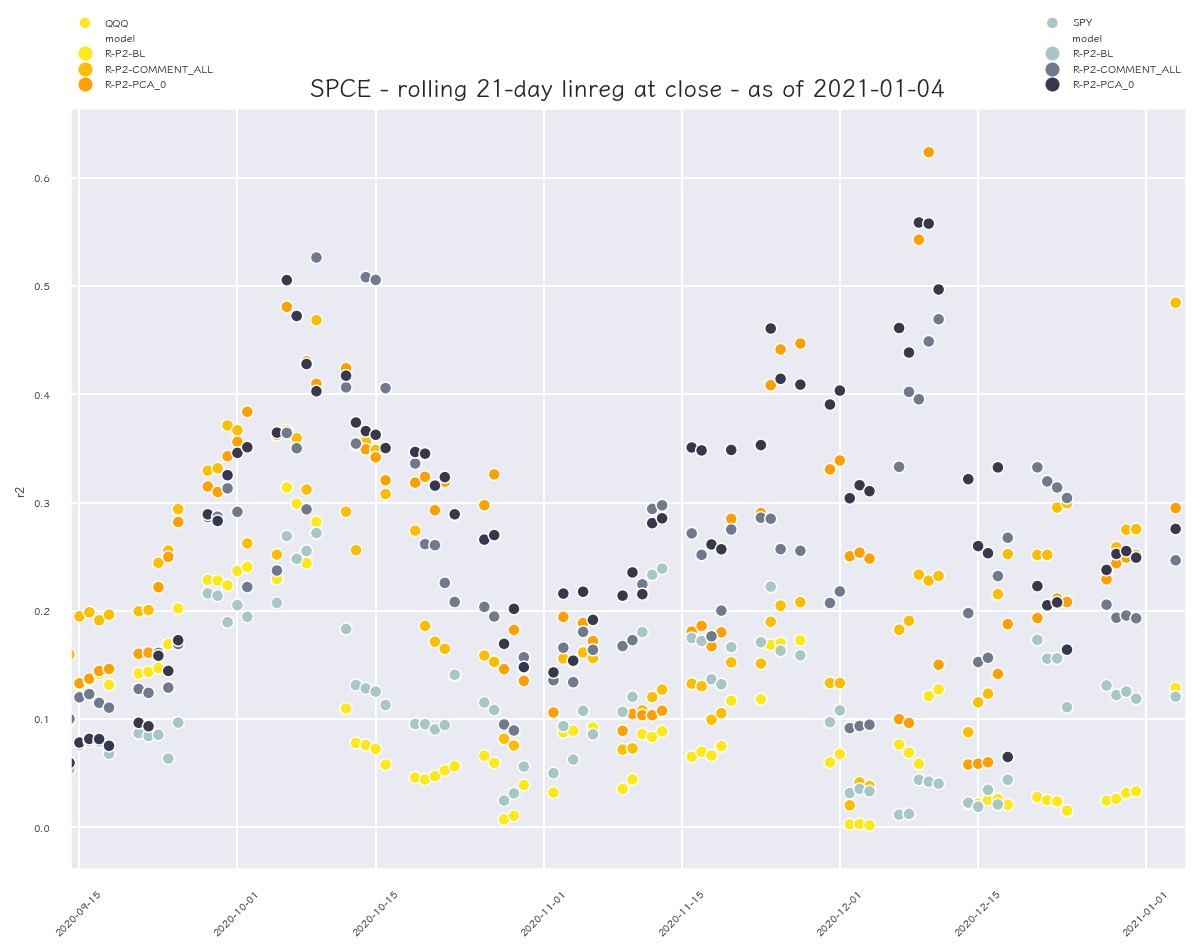 QQQ
model
R-P2-BL
R-P2-COMMENT_ALL
R-P2-PCA_0
SPY
model
R-P2-BL
R-P2-COMMENT_ALL
R-P2-PCA_0
SPCE - rolling 21-day linreg at close - as of 2021-01-04
r2
0.6
0.5
0.4
0.3
0.2
0.1
0.0
2020-09-15
2020-10-01
2020-10-15
2020-11-01
2020-11-15
2020-12-01
2020-12-15
2021-01-01